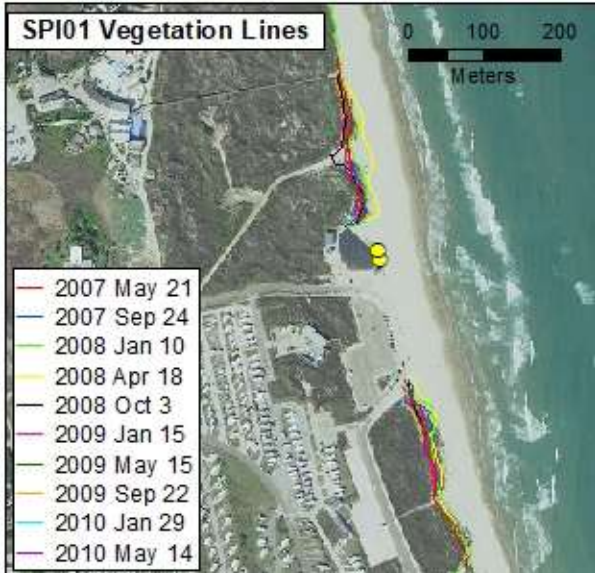 SPI01 Vegetation Lines
0 100 200
Meters
2007 May 21
2007 Sep 24
2008 Jan 10
2008 Apr 18
2008 Oct 3
2009 Jan 15
2009 May 15
2009 Sep 22
2010 Jan 29
2010 May 14